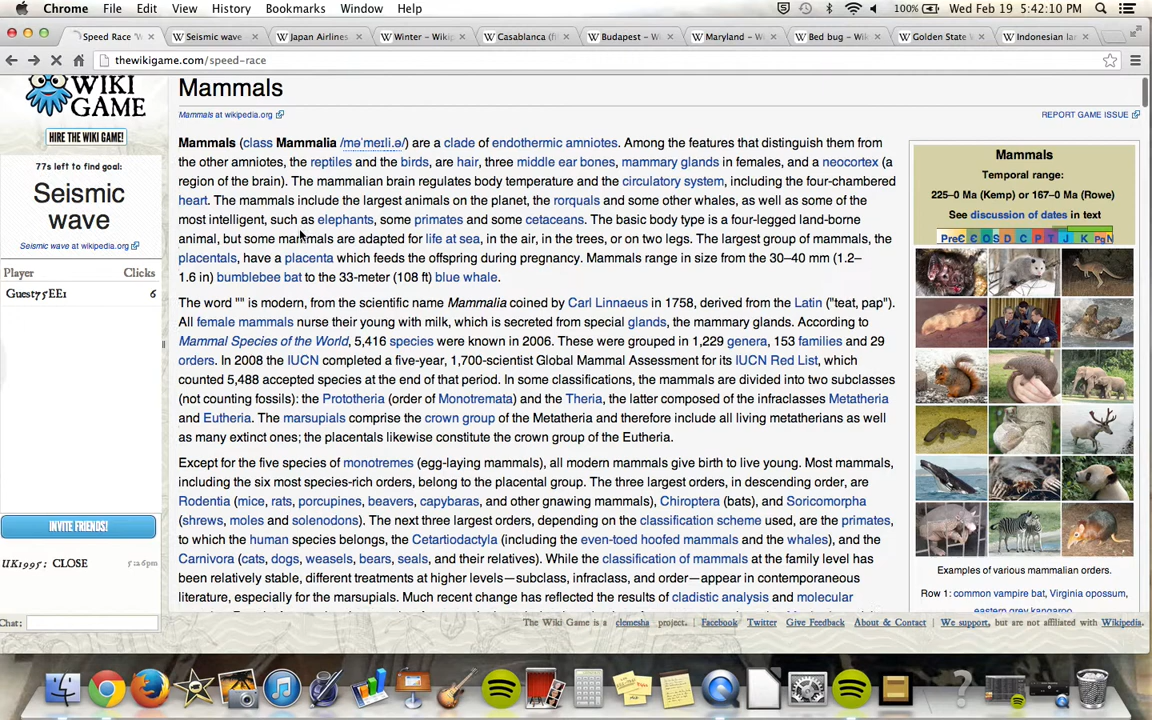 Chrome File Edit View History Bookmarks Window Help 100% Wed Feb 19 5:42:10 PM
Speed Race 'W Seismic wave Japan Airlines Winter – Wikip Casablanca (fi Budapest – W Maryland – Wi Bed bug – Wi Golden State Indonesian la
thewikigame.com/speed-race
WIKI
GAME
HIRE THE WIKI GAME!
77s left to find goal:
Seismic
wave
Seismic wave at wikipedia.org
Player Clicks
Guest75EE1 6
INVITE FRIENDS!
UK1995: CLOSE 5:26pm
Chat:
Mammals
Mammals at wikipedia.org REPORT GAME ISSUE
Mammals (class Mammalia /məˈmeɪli.ə/) are a clade of endothermic amniotes. Among the features that distinguish them from
the other amniotes, the reptiles and the birds, are hair, three middle ear bones, mammary glands in females, and a neocortex (a
region of the brain). The mammalian brain regulates body temperature and the circulatory system, including the four-chambered
heart. The mammals include the largest animals on the planet, the rorquals and some other whales, as well as some of the
most intelligent, such as elephants, some primates and some cetaceans. The basic body type is a four-legged land-borne
animal, but some mammals are adapted for life at sea, in the air, in the trees, or on two legs. The largest group of mammals, the
placentals, have a placenta which feeds the offspring during pregnancy. Mammals range in size from the 30–40 mm (1.2–
1.6 in) bumblebee bat to the 33-meter (108 ft) blue whale.
The word "" is modern, from the scientific name Mammalia coined by Carl Linnaeus in 1758, derived from the Latin ("teat, pap").
All female mammals nurse their young with milk, which is secreted from special glands, the mammary glands. According to
Mammal Species of the World, 5,416 species were known in 2006. These were grouped in 1,229 genera, 153 families and 29
orders. In 2008 the IUCN completed a five-year, 1,700-scientist Global Mammal Assessment for its IUCN Red List, which
counted 5,488 accepted species at the end of that period. In some classifications, the mammals are divided into two subclasses
(not counting fossils): the Prototheria (order of Monotremata) and the Theria, the latter composed of the infraclasses Metatheria
and Eutheria. The marsupials comprise the crown group of the Metatheria and therefore include all living metatherians as well
as many extinct ones; the placentals likewise constitute the crown group of the Eutheria.
Except for the five species of monotremes (egg-laying mammals), all modern mammals give birth to live young. Most mammals,
including the six most species-rich orders, belong to the placental group. The three largest orders, in descending order, are
Rodentia (mice, rats, porcupines, beavers, capybaras, and other gnawing mammals), Chiroptera (bats), and Soricomorpha
(shrews, moles and solenodons). The next three largest orders, depending on the classification scheme used, are the primates,
to which the human species belongs, the Cetartiodactyla (including the even-toed hoofed mammals and the whales), and the
Carnivora (cats, dogs, weasels, bears, seals, and their relatives). While the classification of mammals at the family level has
been relatively stable, different treatments at higher levels—subclass, infraclass, and order—appear in contemporaneous
literature, especially for the marsupials. Much recent change has reflected the results of cladistic analysis and molecular
Mammals
Temporal range:
225–0 Ma (Kemp) or 167–0 Ma (Rowe)
See discussion of dates in text
PreЄ Є O S D C P T J K Pg N
Examples of various mammalian orders.
Row 1: common vampire bat, Virginia opossum,
eastern grey kangaroo
The Wiki Game is a clemesha project. | Facebook Twitter Give Feedback About & Contact | We support, but are not affiliated with Wikipedia.